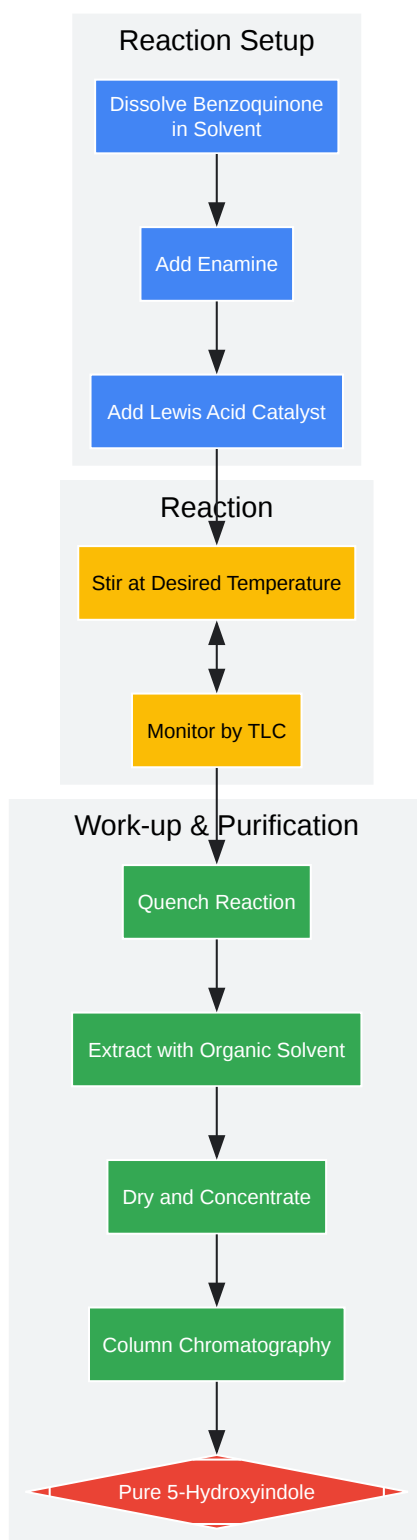 Reaction Setup
Dissolve Benzoquinone
in Solvent
Add Enamine
Add Lewis Acid Catalyst
Reaction
Stir at Desired Temperature
Monitor by TLC
Work-up & Purification
Quench Reaction
Extract with Organic Solvent
Dry and Concentrate
Column Chromatography
Pure 5-Hydroxyindole